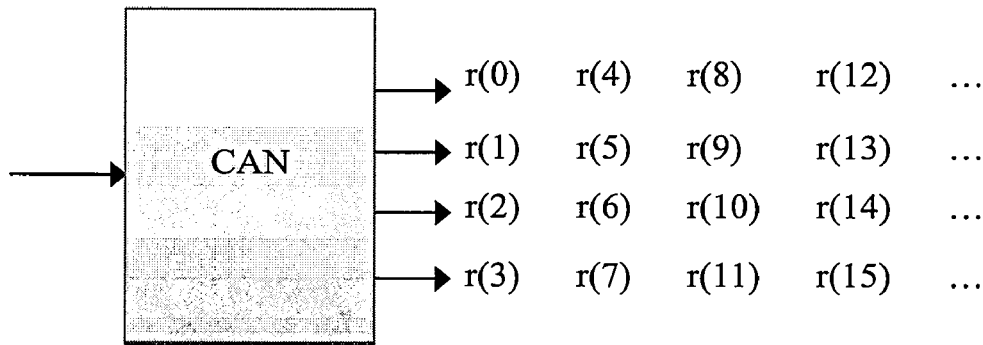 r(0) r(4) r(8) r(12) ...
CAN
r(1) r(5) r(9) r(13) ...
r(2) r(6) r(10) r(14) ...
r(3) r(7) r(11) r(15) ...